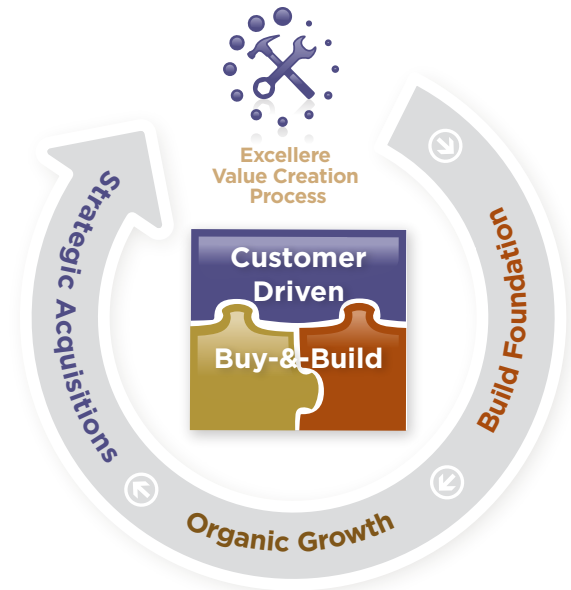 Excellere
Value Creation
Process
Build Foundation
Organic Growth
Strategic Acquisitions
Customer
Driven
Buy-&-Build